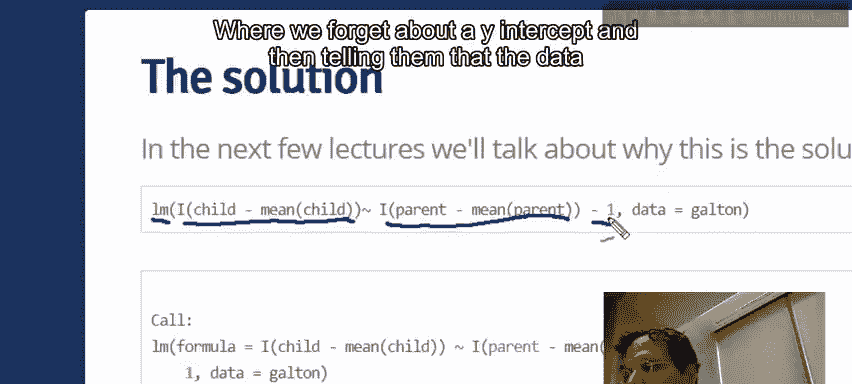 Where we forget about a y intercept and
then telling them that the data
The solution
In the next few lectures we'll talk about why this is the solu
lm(I(child - mean(child))~ I(parent - mean(parent)) - 1, data = galton)
Call:
lm(formula = I(child - mean(child)) ~ I(parent - mean(
1, data = galton)